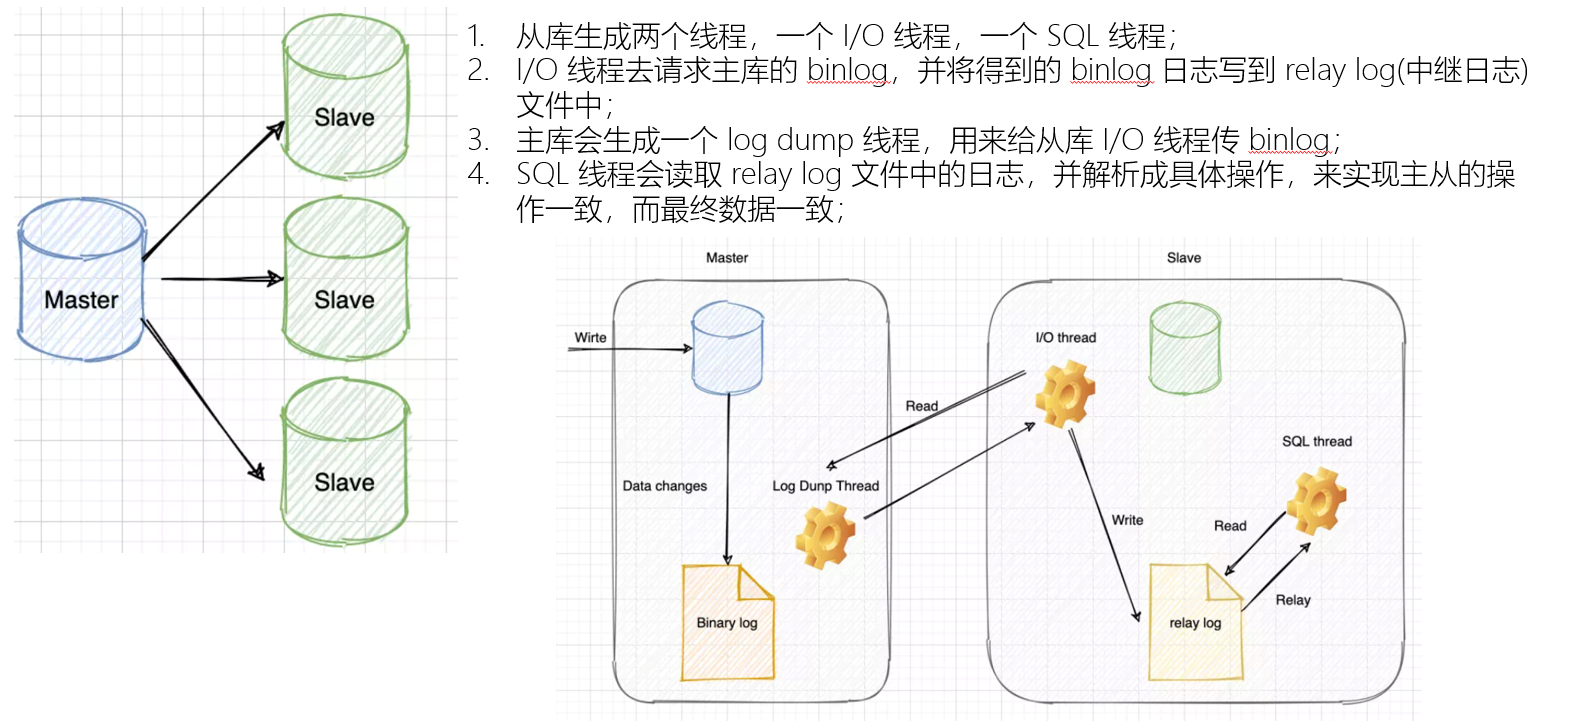 1. 从库生成两个线程，一个 I/O 线程，一个 SQL 线程；
2. I/O 线程去请求主库的 binlog，并将得到的 binlog 日志写到 relay log(中继日志)
文件中；
3. 主库会生成一个 log dump 线程，用来给从库 I/O 线程传 binlog；
4. SQL 线程会读取 relay log 文件中的日志，并解析成具体操作，来实现主从的操
作一致，而最终数据一致；
Slave
Master
Slave
Slave
Master
Slave
Wirte
I/O thread
Read
SQL thread
Data changes
Log Dunp Thread
Write
Read
Relay
Binary log
relay log